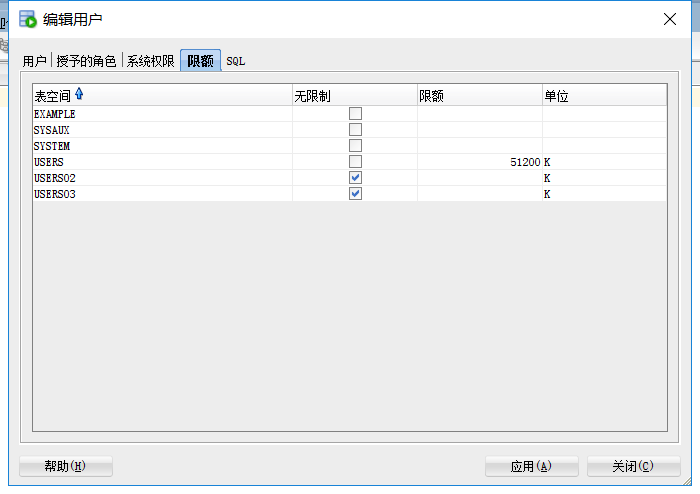 编辑用户
用户 授予的角色 系统权限 限额 SQL
表空间 无限制 限额 单位
EXAMPLE
SYSAUX
SYSTEM
USERS 51200 K
USERS02 K
USERS03 K
帮助(H) 应用(A) 关闭(C)